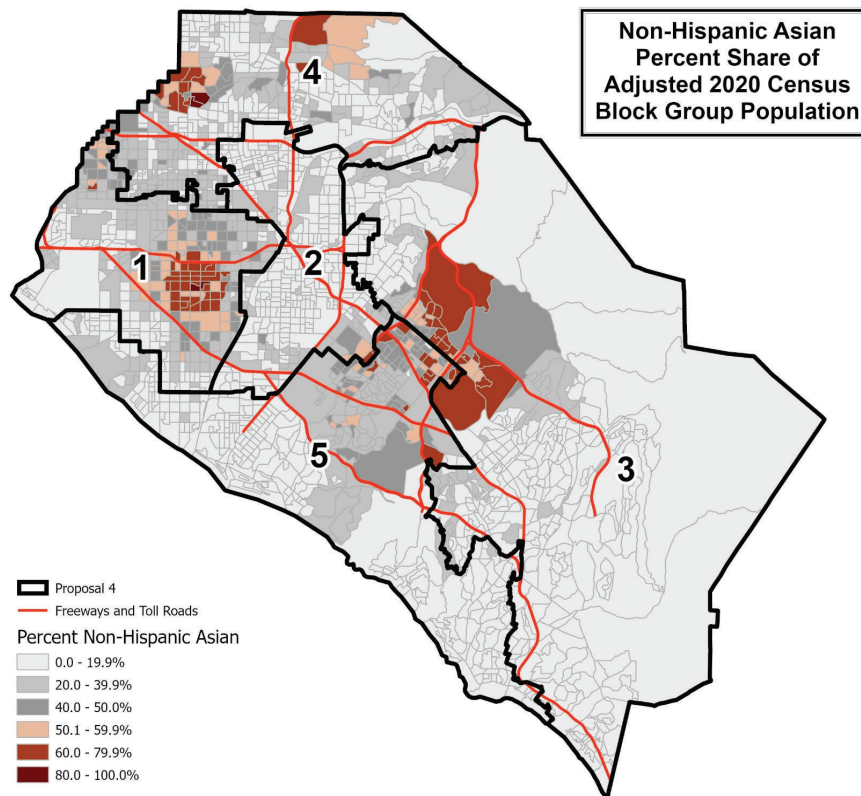 Non-Hispanic Asian
Percent Share of
Adjusted 2020 Census
Block Group Population
4
1
2
3
5
Proposal 4
Freeways and Toll Roads
Percent Non-Hispanic Asian
0.0 - 19.9%
20.0 - 39.9%
40.0 - 50.0%
50.1 - 59.9%
60.0 - 79.9%
80.0 - 100.0%